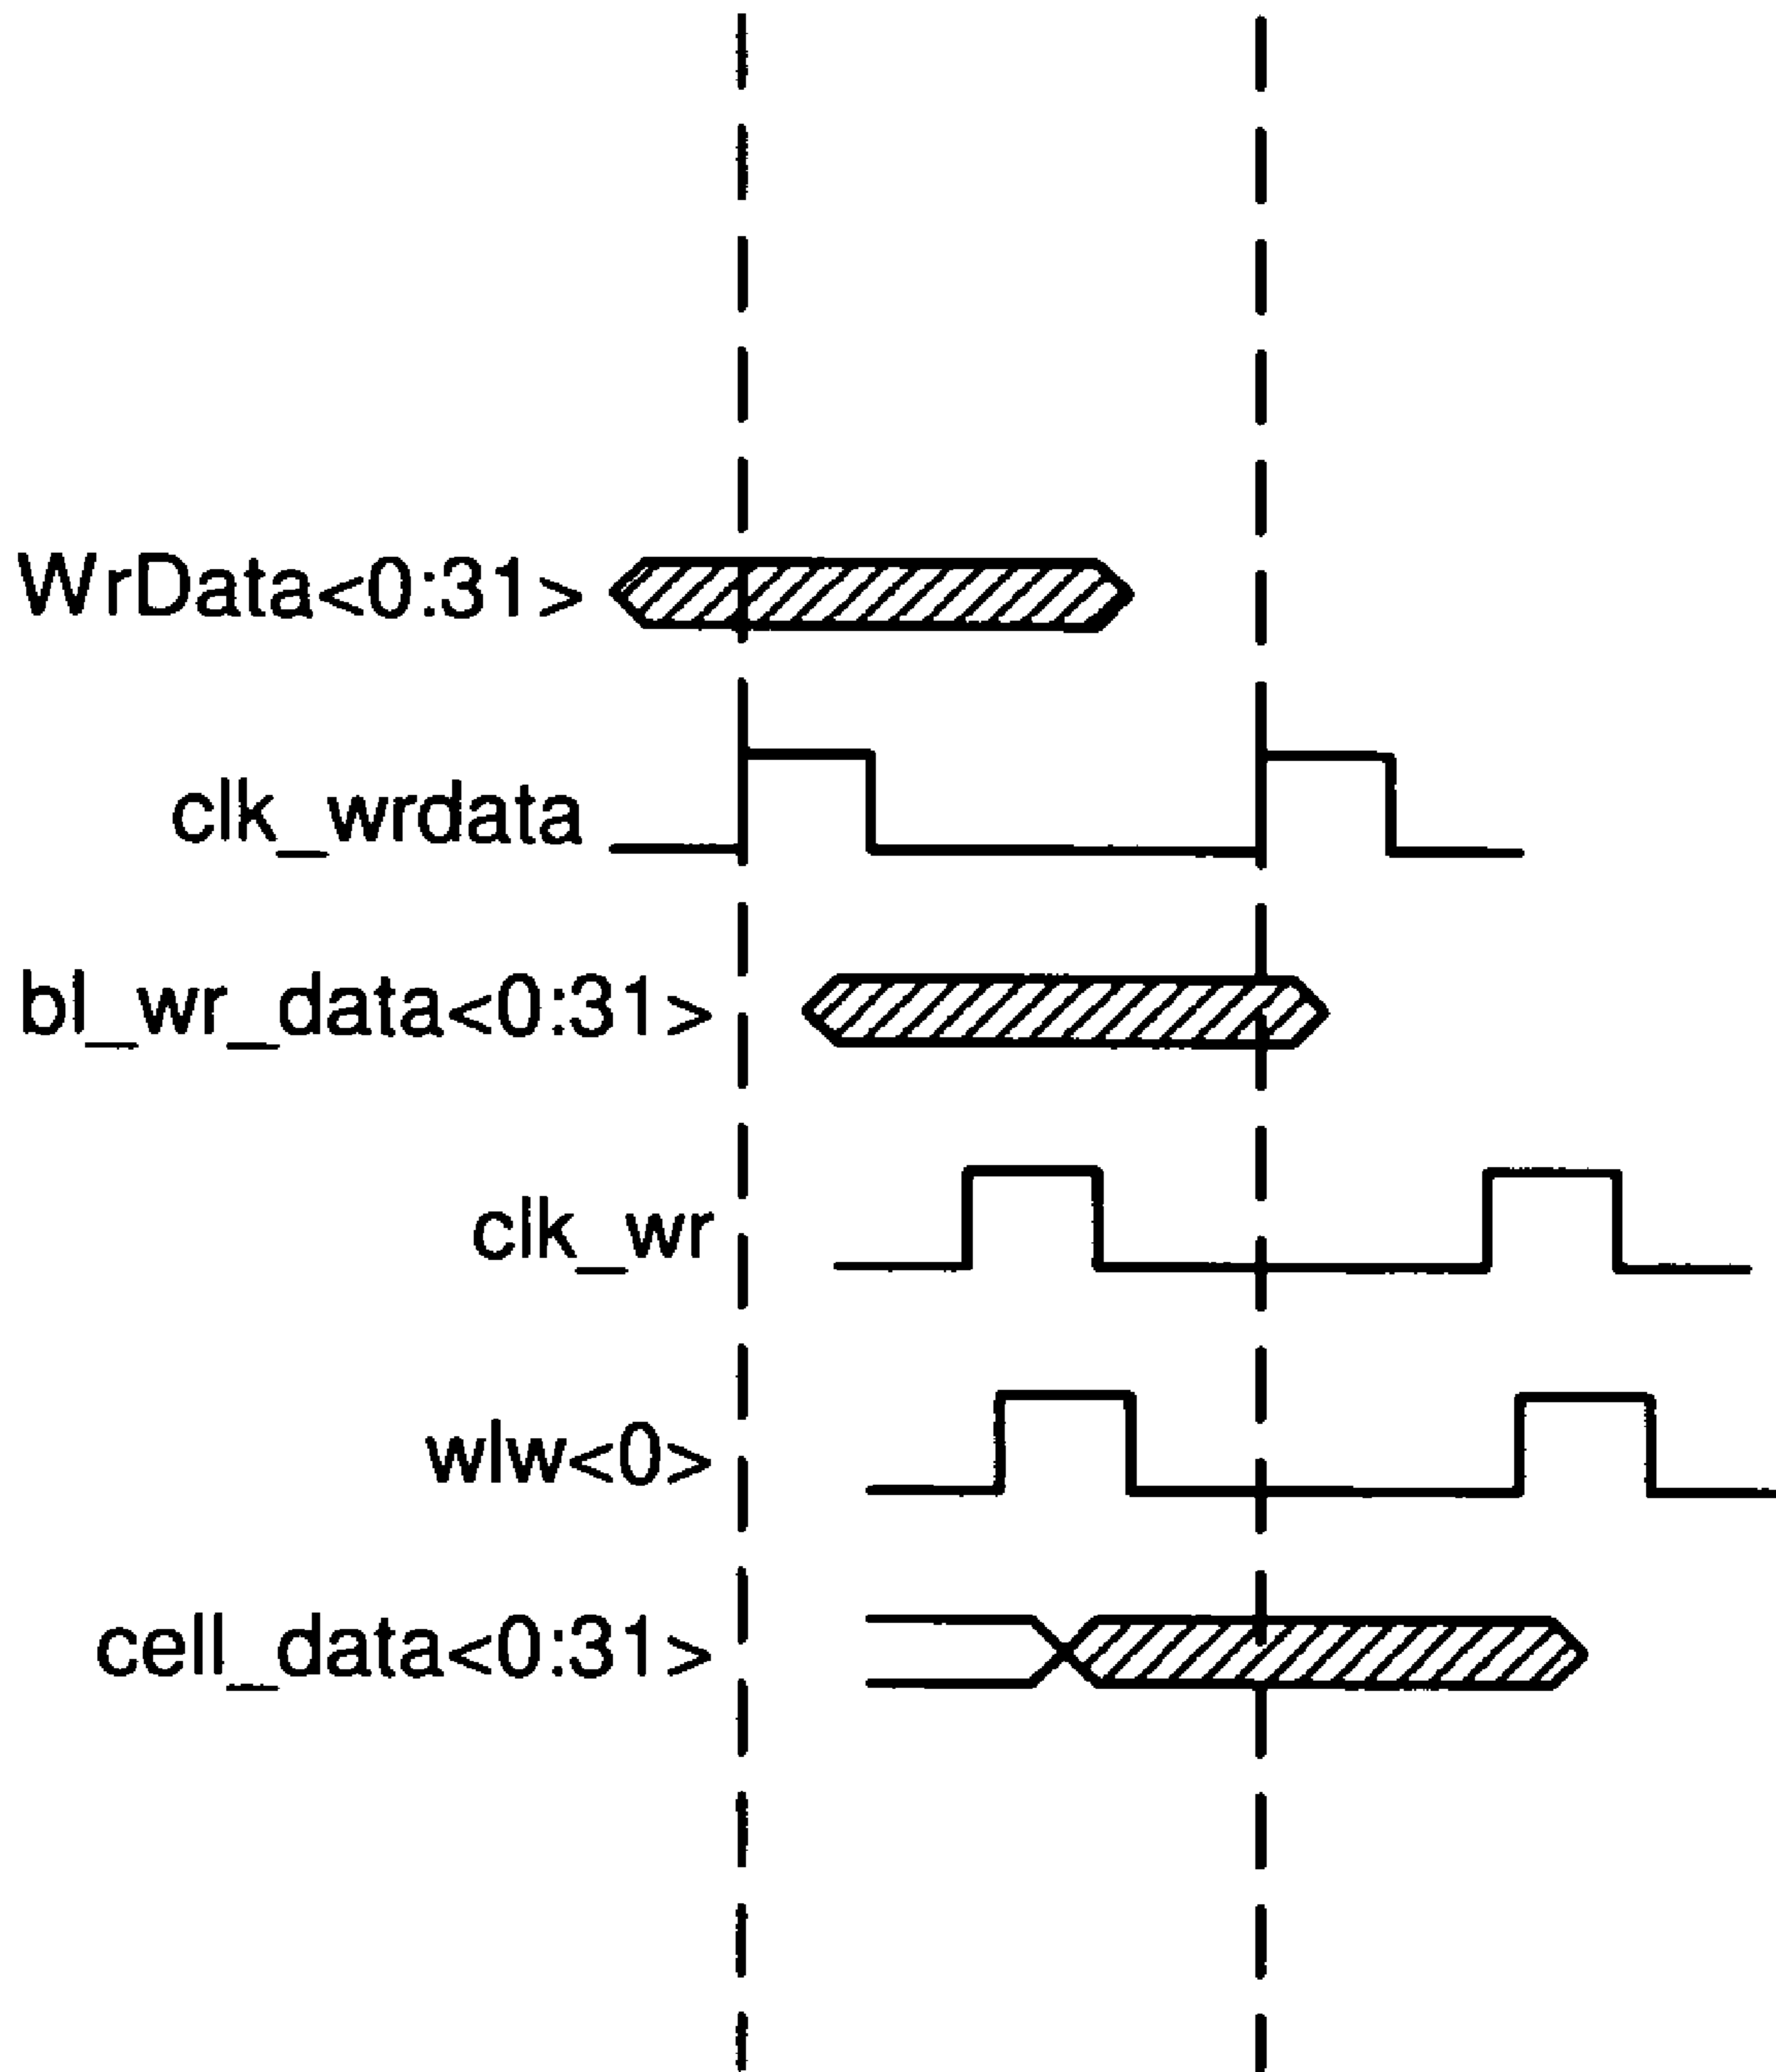 WrData<0:31>
clk_wrdata
bl_wr_data<0:31>
clk_wr
wlw<0>
cell_data<0:31>